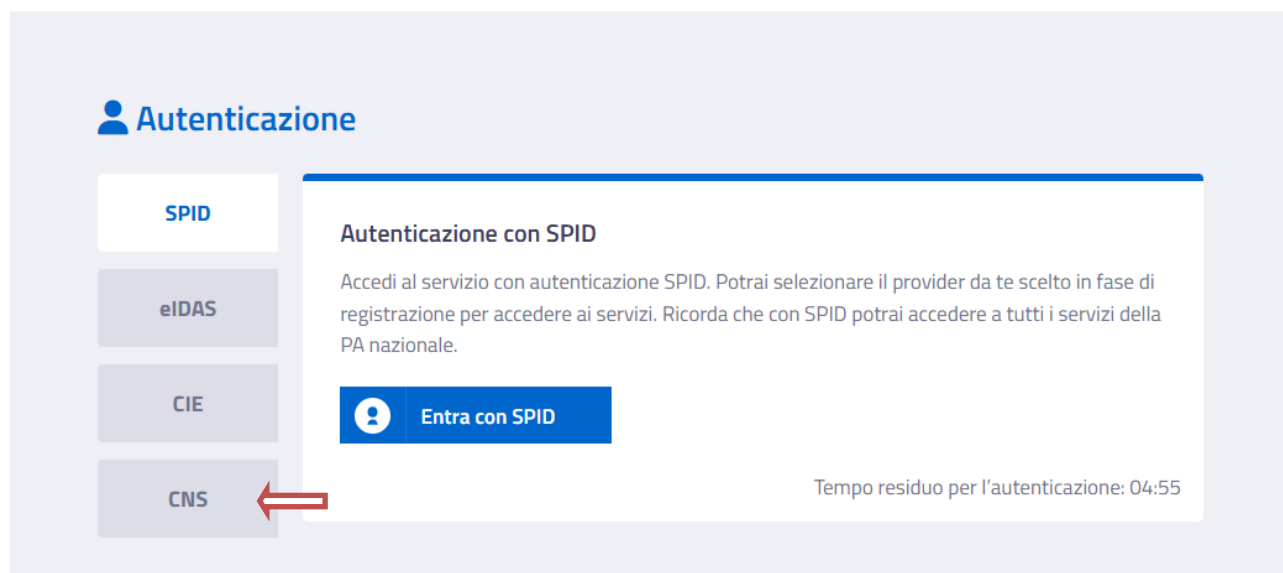 Autenticazione
SPID
eIDAS
CIE
CNS
Autenticazione con SPID
Accedi al servizio con autenticazione SPID. Potrai selezionare il provider da te scelto in fase di
registrazione per accedere ai servizi. Ricorda che con SPID potrai accedere a tutti i servizi della
PA nazionale.
Entra con SPID
Tempo residuo per l'autenticazione: 04:55